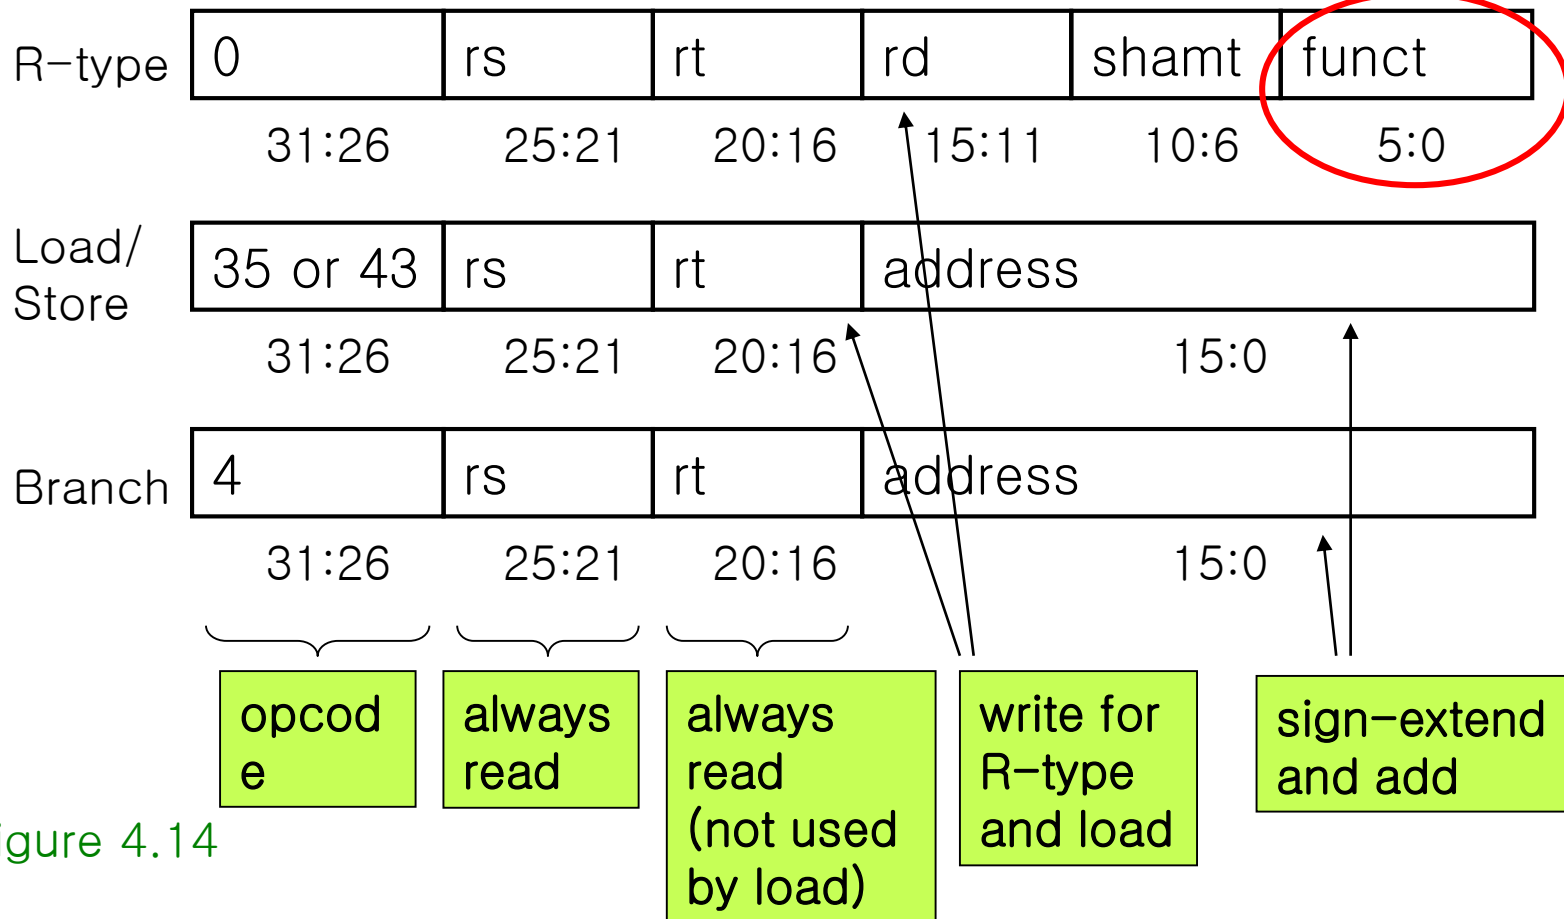 R-type 0 rs rt rd shamt funct
31:26 25:21 20:16 15:11 10:6 5:0
Load/
Store
35 or 43 rs rt address
31:26 25:21 20:16 15:0
Branch 4 rs rt address
31:26 25:21 20:16 15:0
opcod
e
always
read
always
read
(not used
by load)
write for
R-type
and load
sign-extend
and add
igure 4.14